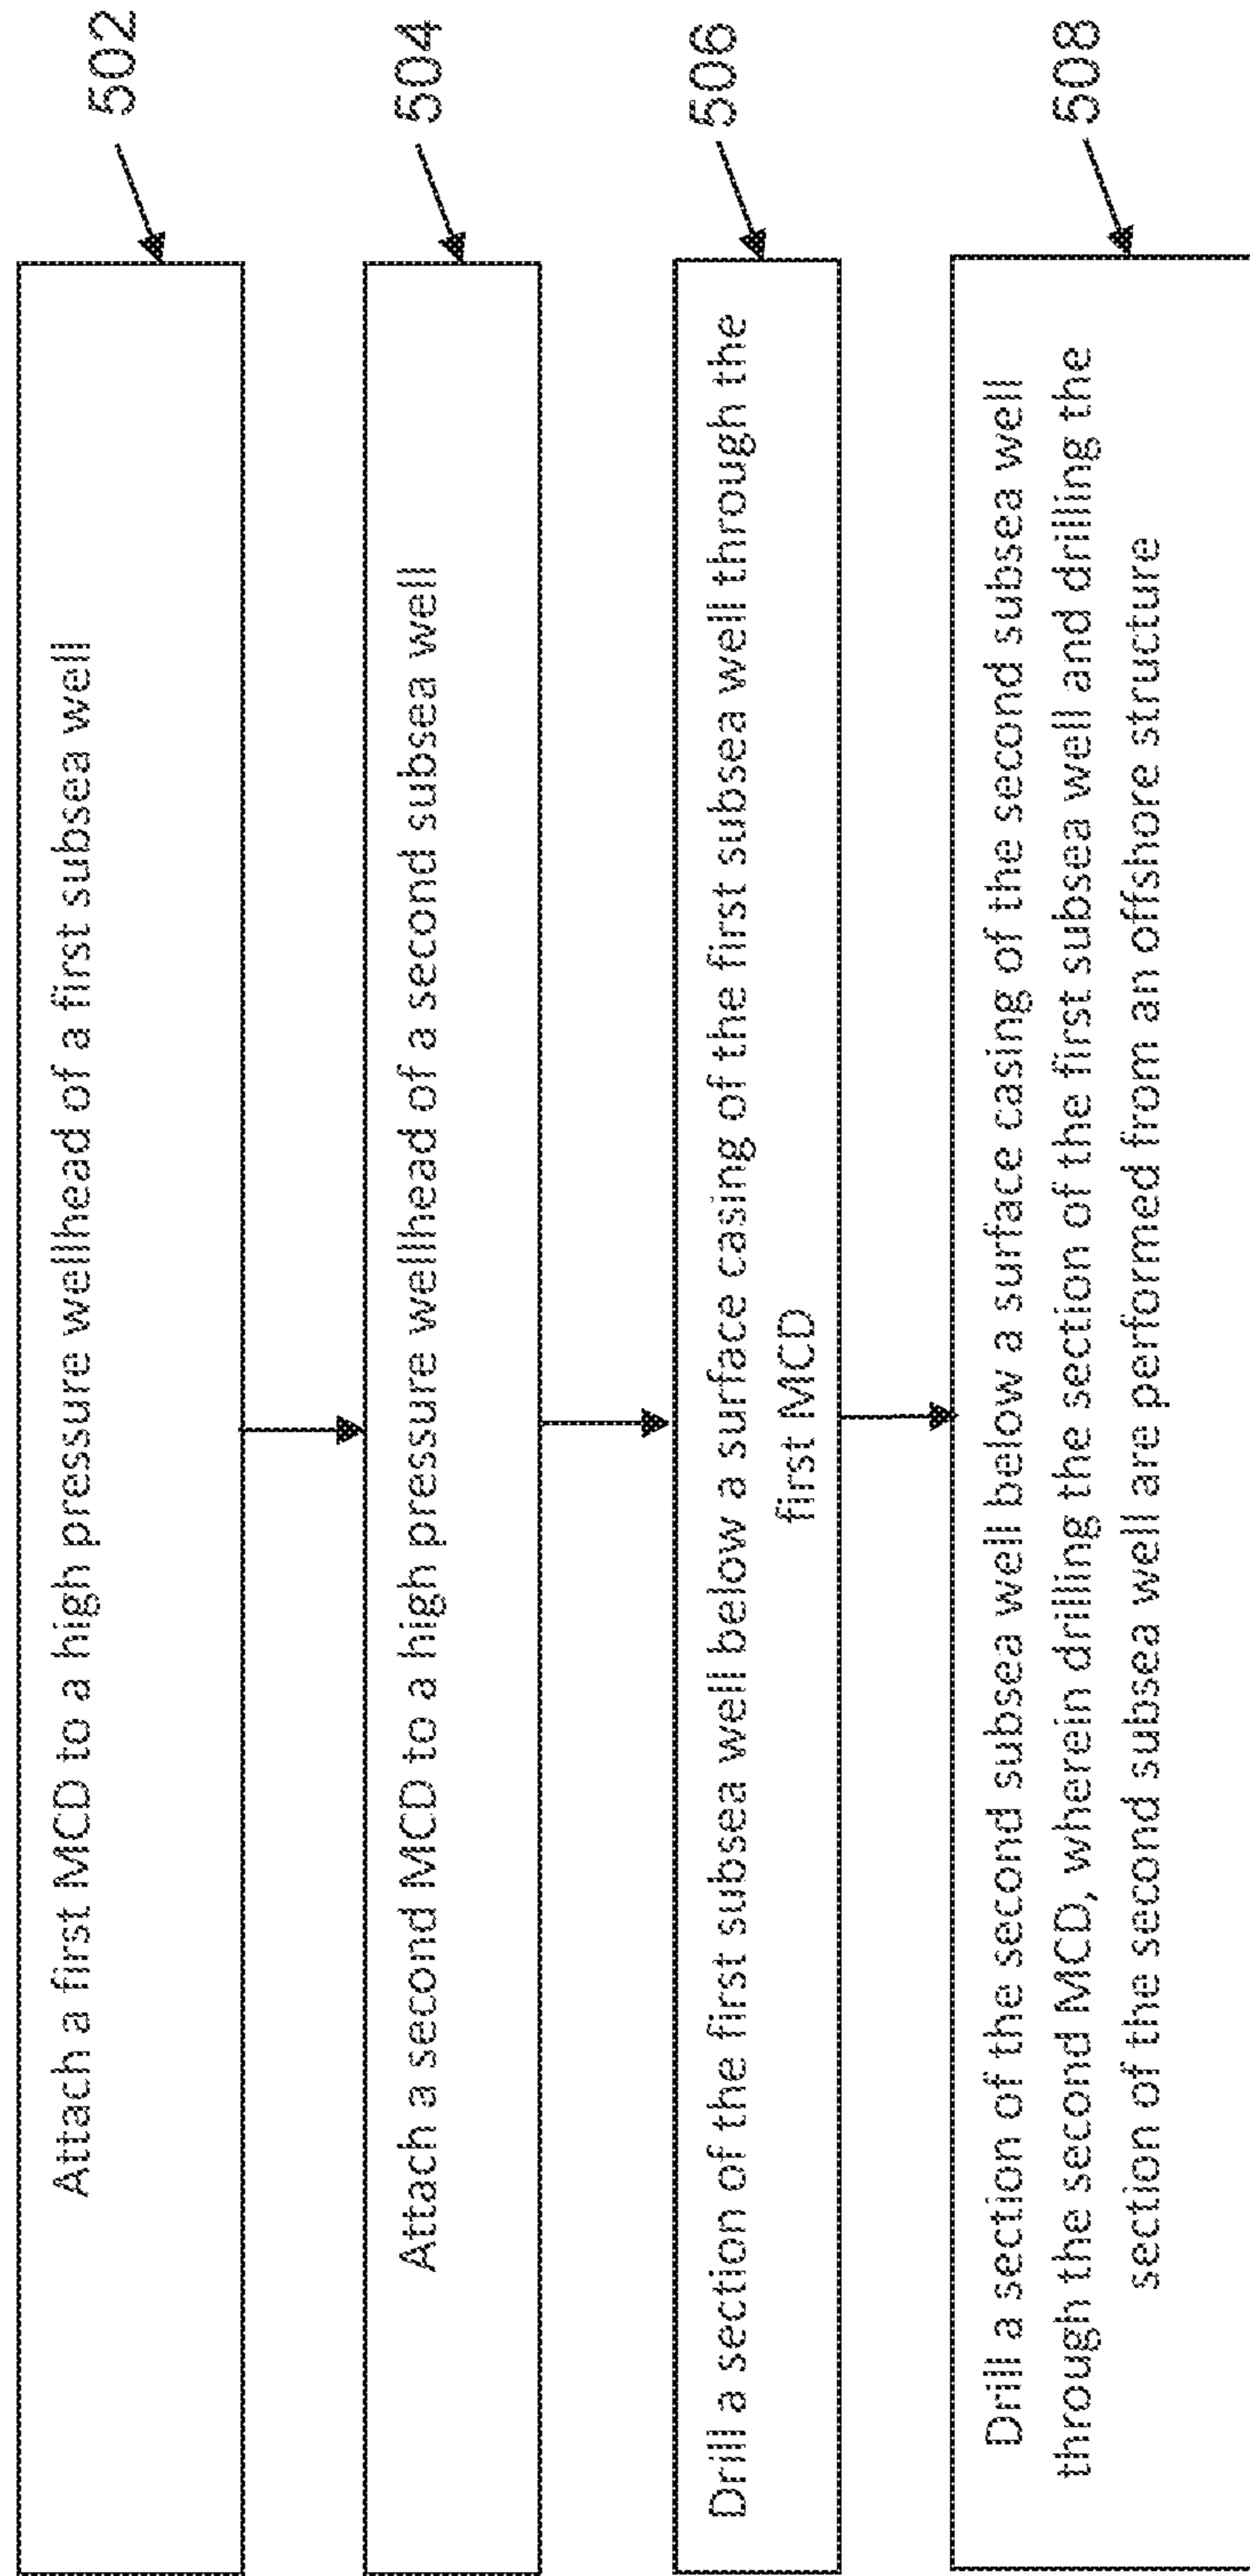 Attach a first MCD to a high pressure wellhead of a first subsea well
502
Attach a second MCD to a high pressure wellhead of a second subsea well
504
Drill a section of the first subsea well below a surface casing of the first subsea well through the
first MCD
506
Drill a section of the second subsea well below a surface casing of the second subsea well
through the second MCD, wherein drilling the section of the first subsea well and drilling the
section of the second subsea well are performed from an offshore structure
508